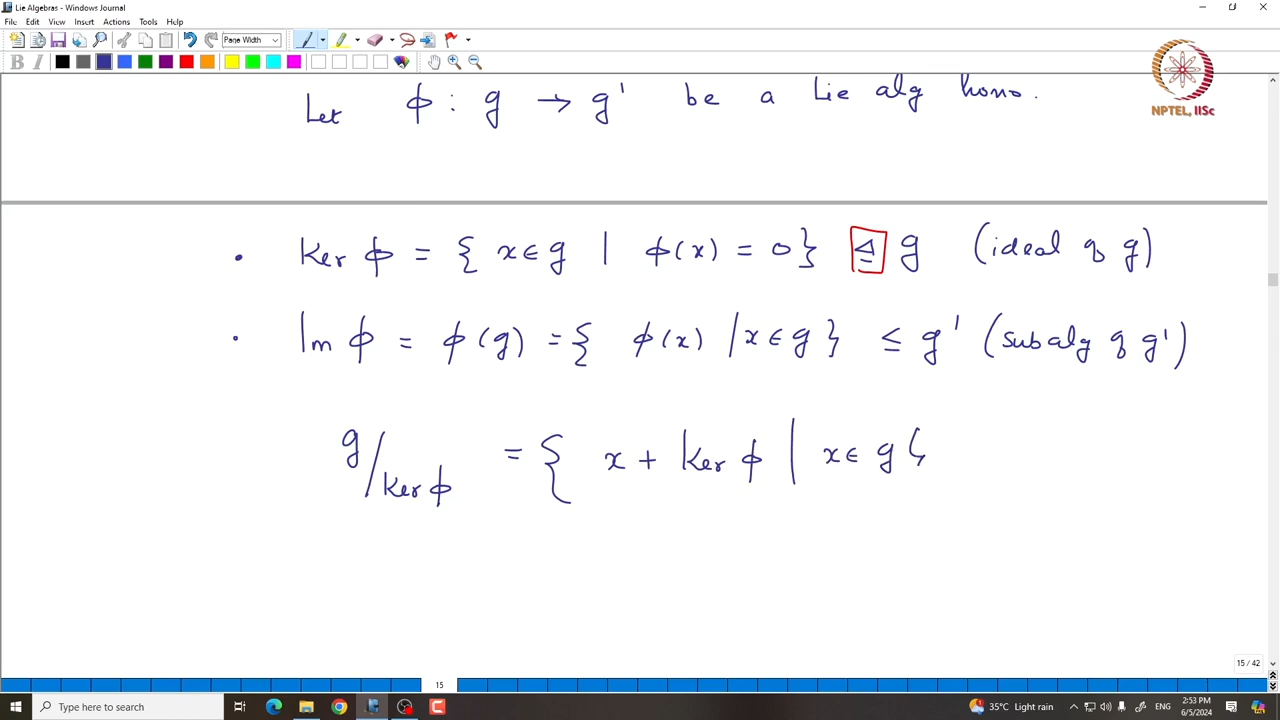 Lie Algebras - Windows Journal
File Edit View Insert Actions Tools Help
Page Width
B I
NPTEL, IISc
Let φ : g → g' be a Lie alg homo.
• Ker φ = { x ∈ g | φ(x) = 0 } ⊴ g (ideal of g)
• Im φ = φ(g) = { φ(x) | x ∈ g } ≤ g' (subalg of g')
g/Ker φ = { x + Ker φ | x ∈ g }
15 / 42
15
Type here to search
35°C Light rain
ENG
2:53 PM
6/5/2024